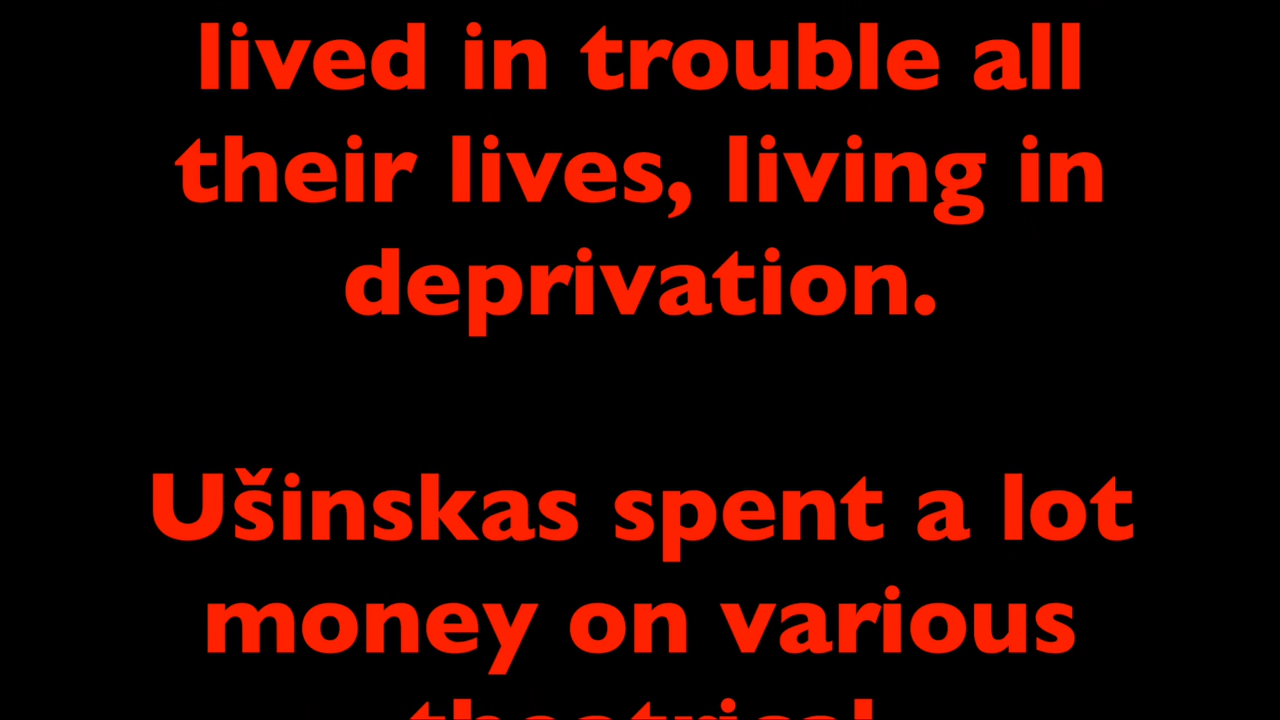 lived in trouble all
their lives, living in
deprivation.
Ušinskas spent a lot
money on various
theatrical